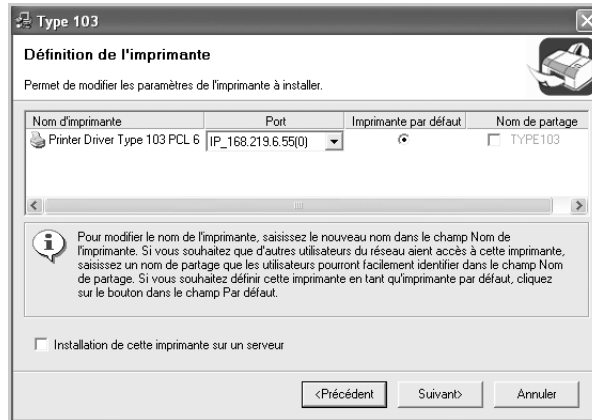 Type 103
Définition de l'imprimante
Permet de modifier les paramètres de l'imprimante à installer.
Nom d'imprimante Port Imprimante par défaut Nom de partage
Printer Driver Type 103 PCL 6 IP_168.219.6.55(0) TYPE103
Pour modifier le nom de l'imprimante, saisissez le nouveau nom dans le champ Nom de
l'imprimante. Si vous souhaitez que d'autres utilisateurs du réseau aient accès à cette imprimante,
saisissez un nom de partage que les utilisateurs pourront facilement identifier dans le champ Nom
de partage. Si vous souhaitez définir cette imprimante en tant qu'imprimante par défaut, cliquez
sur le bouton dans le champ Par défaut.
Installation de cette imprimante sur un serveur
<Précédent Suivant> Annuler